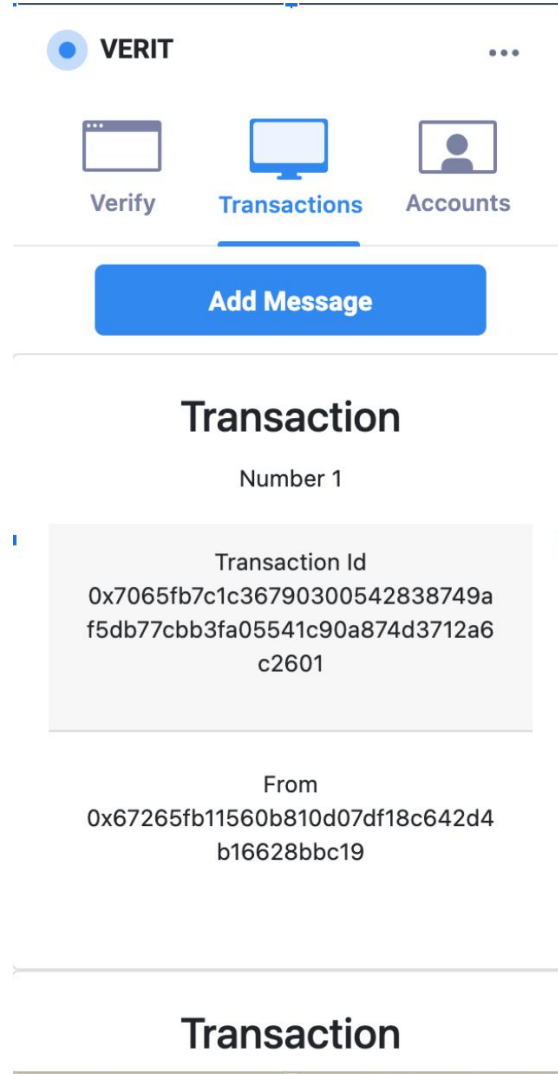 VERIT
Verify
Transactions
Accounts
Add Message
Transaction
Number 1
Transaction Id
0x7065fb7c1c36790300542838749a
f5db77cbb3fa05541c90a874d3712a6
c2601
From
0x67265fb11560b810d07df18c642d4
b16628bbc19
Transaction